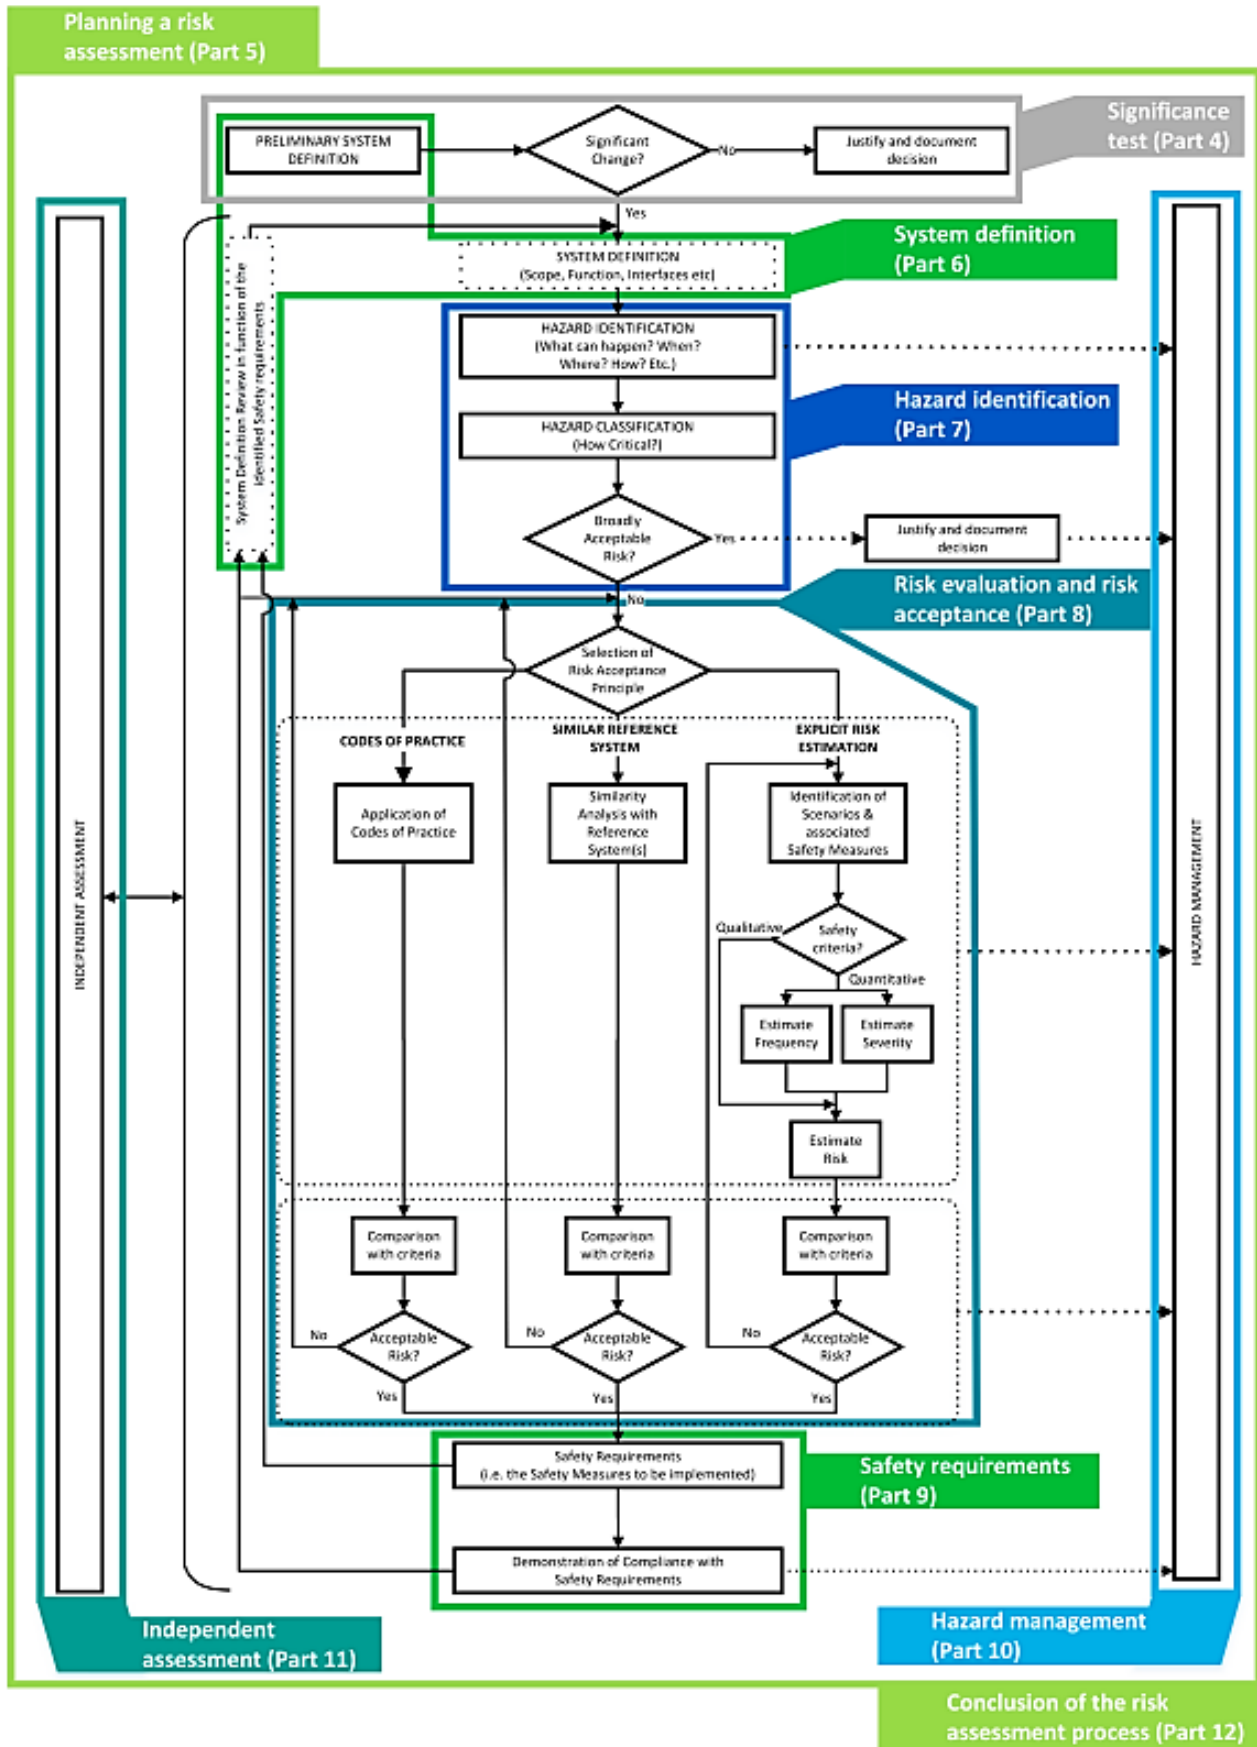 Planning a risk
assessment (Part 5)
Significance
test (Part 4)
PRELIMINARY SYSTEM
DEFINITION
Significant
Change?
No
Justify and document
decision
Yes
System definition
(Part 6)
SYSTEM DEFINITION
(Scope, Function, Interfaces etc)
System Definition Review in function of the
identified Safety requirements
HAZARD IDENTIFICATION
(What can happen? When?
Where? How? Etc.)
Hazard identification
(Part 7)
HAZARD CLASSIFICATION
(How Critical?)
Broadly
Acceptable
Risk?
Yes
Justify and document
decision
Risk evaluation and risk
acceptance (Part 8)
No
Selection of
Risk Acceptance
Principle
CODES OF PRACTICE
SIMILAR REFERENCE
SYSTEM
EXPLICIT RISK
ESTIMATION
Application of
Codes of Practice
Similarity
Analysis with
Reference
System(s)
Identification of
Scenarios &
associated
Safety Measures
INDEPENDENT ASSESSMENT
HAZARD MANAGEMENT
Qualitative
Safety
criteria?
Quantitative
Estimate
Frequency
Estimate
Severity
Estimate
Risk
Comparison
with criteria
Comparison
with criteria
Comparison
with criteria
No
Acceptable
Risk?
No
Acceptable
Risk?
No
Acceptable
Risk?
Yes
Yes
Yes
Safety Requirements
(i.e. the Safety Measures to be implemented)
Safety requirements
(Part 9)
Demonstration of Compliance with
Safety Requirements
Independent
assessment (Part 11)
Hazard management
(Part 10)
Conclusion of the risk
assessment process (Part 12)